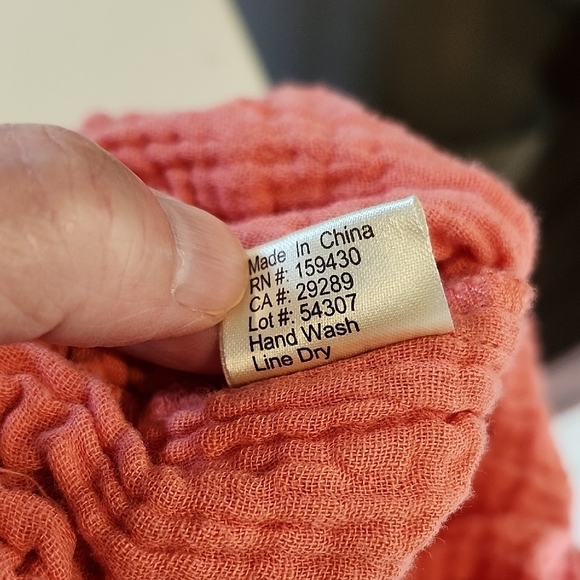 Made In China
RN#: 159430
CA#: 29289
Lot#: 54307
Hand Wash
Line Dry